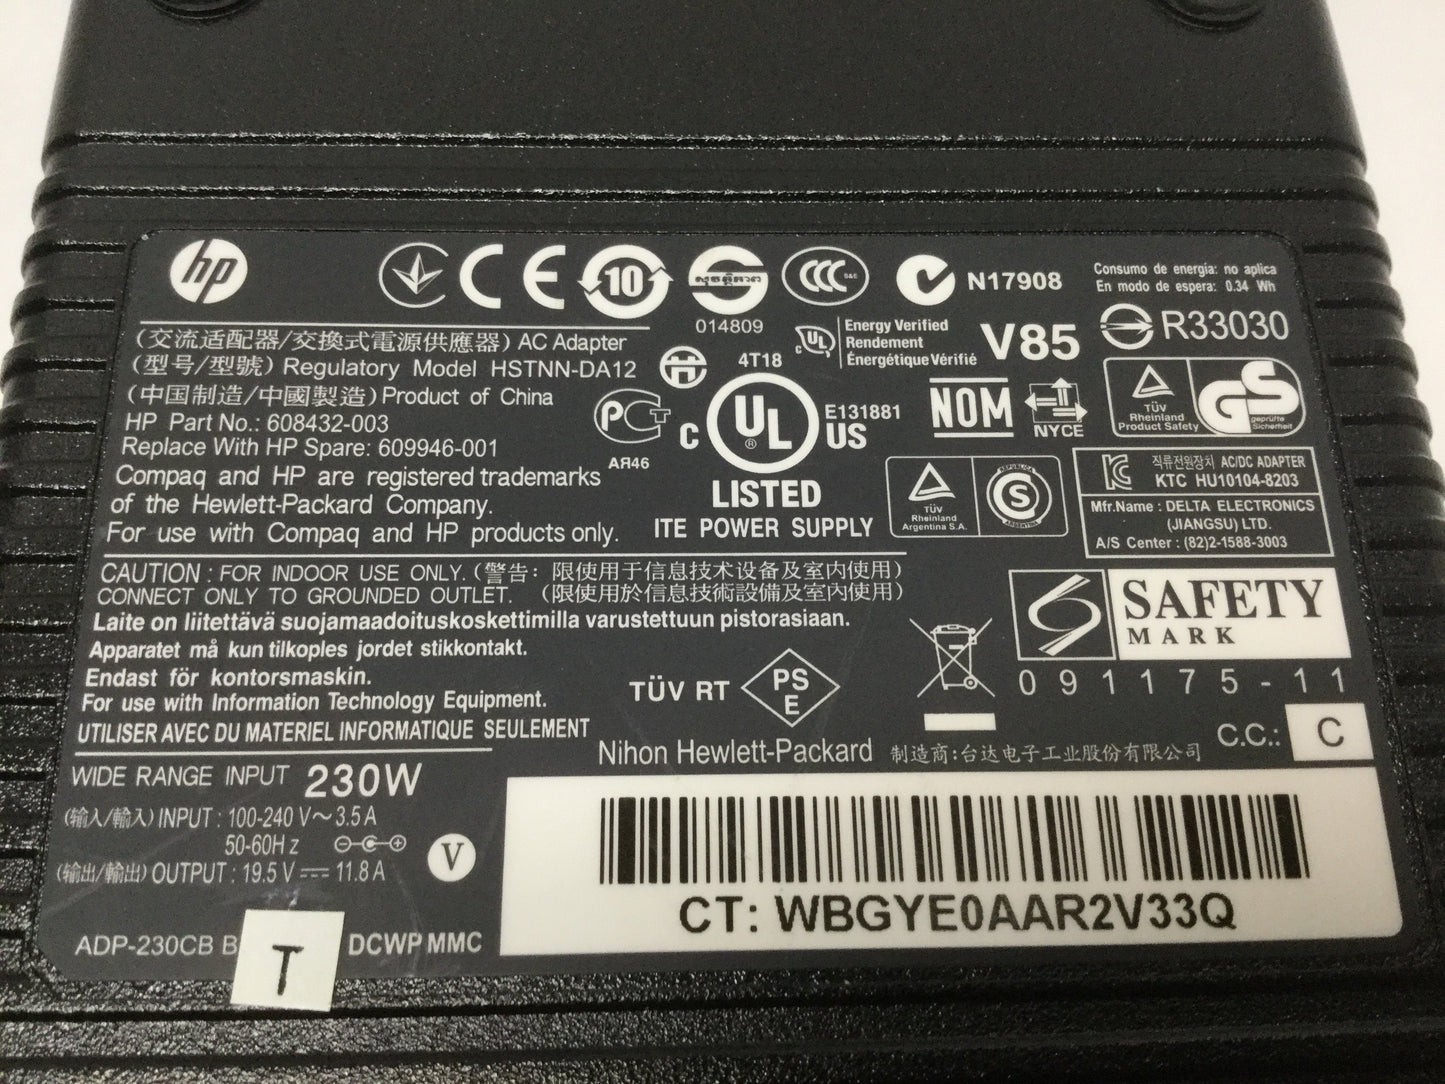 hp
10
014809
CCC S&E
N17908
Consumo de energia: no aplica
En modo de espera: 0.34 Wh
(交流适配器/交換式電源供應器) AC Adapter
(型号/型號) Regulatory Model HSTNN-DA12
(中国制造/中國製造) Product of China
HP Part No.: 608432-003
Replace With HP Spare: 609946-001
Compaq and HP are registered trademarks
of the Hewlett-Packard Company.
For use with Compaq and HP products only.
c UL
Energy Verified
Rendement
Énergétique Vérifié
V85
R33030
4T18
PCT
АЯ46
C UL ® US
E131881
LISTED
ITE POWER SUPPLY
NOM
NYCE
TÜV
Rheinland
Product Safety
GS
geprüfte
Sicherheit
TÜV
Rheinland
Argentina S.A.
REPUBLICA
S
ARGENTINA
직류전원장치 AC/DC ADAPTER
KTC HU10104-8203
Mfr.Name : DELTA ELECTRONICS
(JIANGSU) LTD.
A/S Center : (82)2-1588-3003
CAUTION : FOR INDOOR USE ONLY. (警告: 限使用于信息技术设备及室内使用)
CONNECT ONLY TO GROUNDED OUTLET. (限使用於信息技術設備及室內使用)
Laite on liitettävä suojamaadoituskoskettimilla varustettuun pistorasiaan.
Apparatet må kun tilkoples jordet stikkontakt.
Endast för kontorsmaskin.
For use with Information Technology Equipment.
UTILISER AVEC DU MATERIEL INFORMATIQUE SEULEMENT
SAFETY
MARK
091175-11
TÜV RT
PS
E
Nihon Hewlett-Packard
制造商:台达电子工业股份有限公司
C.C.: C
WIDE RANGE INPUT 230W
(输入/輸入) INPUT : 100-240 V~ 3.5 A
50-60Hz
(输出/輸出) OUTPUT : 19.5 V⎓ 11.8 A
V
CT: WBGYE0AAR2V33Q
ADP-230CB B
T
DCWP MMC